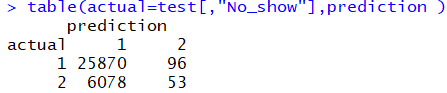 > table(actual=test[,"No_show"],prediction )
prediction
actual 1 2
1 25870 96
2 6078 53